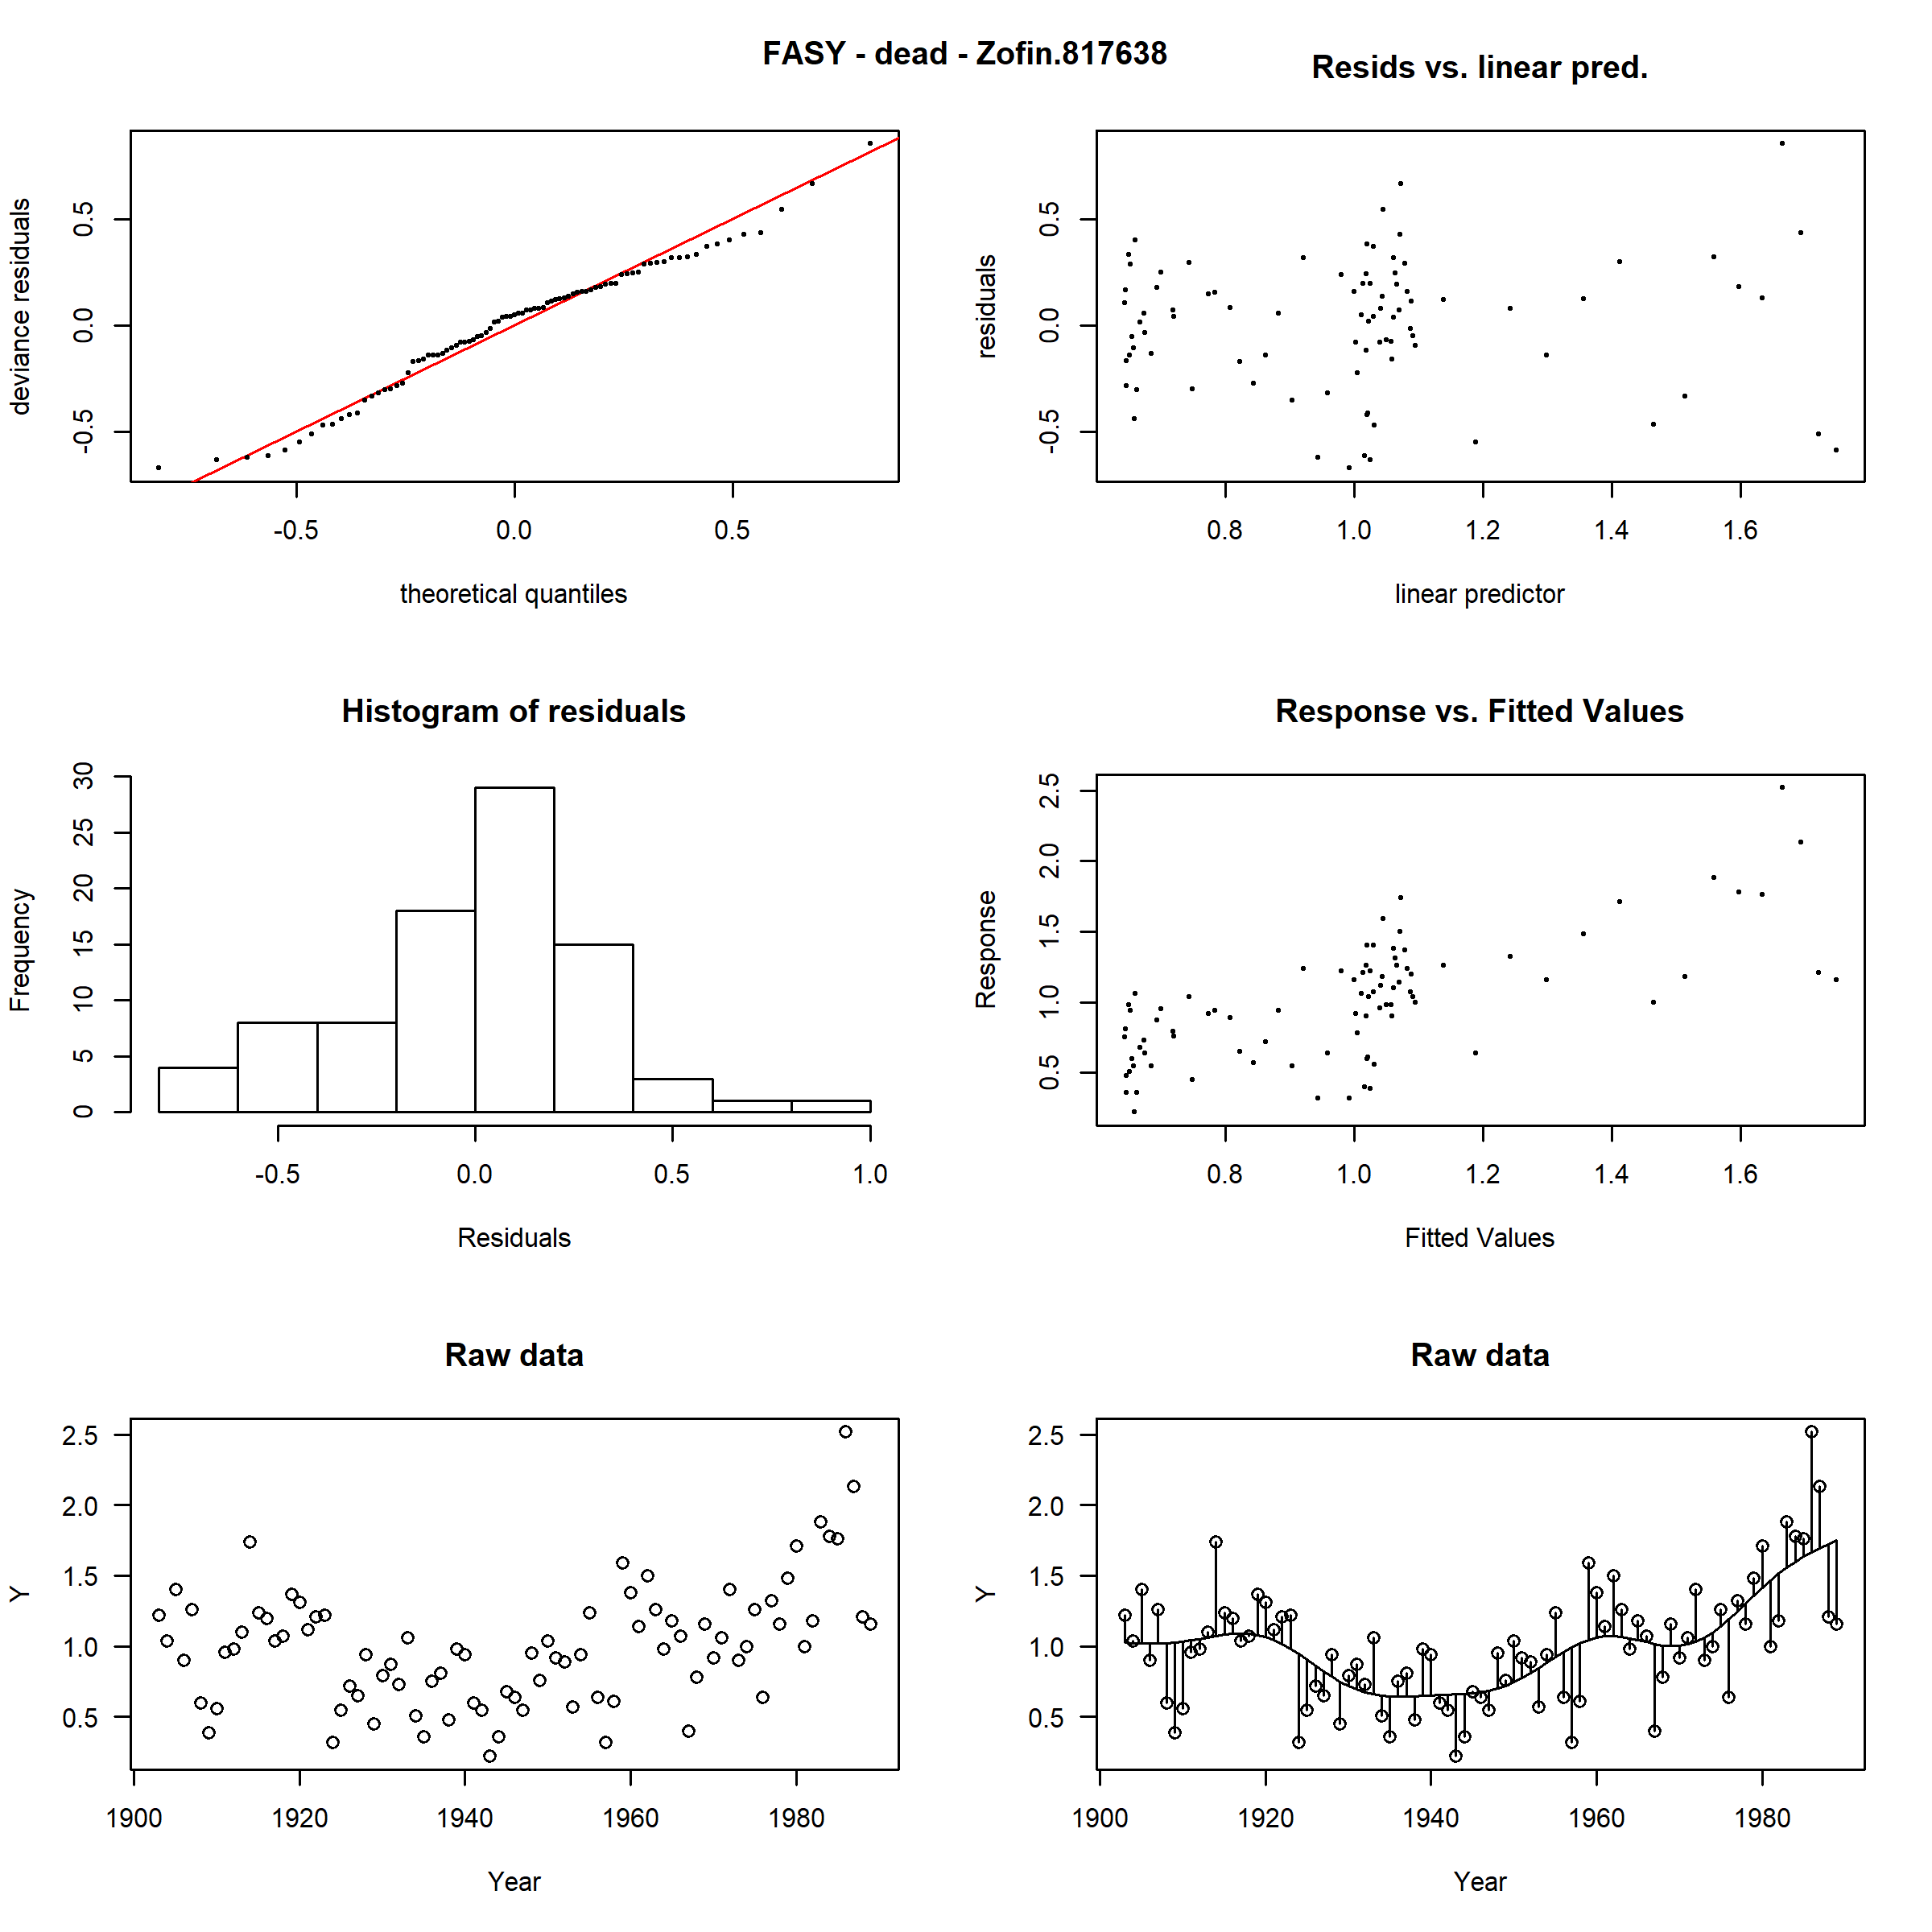 FASY - dead - Zofin.817638
Resids vs. linear pred.
deviance residuals
0.5
0.0
-0.5
-0.5 0.0 0.5
theoretical quantiles
residuals
0.5
0.0
-0.5
0.8 1.0 1.2 1.4 1.6
linear predictor
Histogram of residuals
Frequency
30
25
20
15
10
5
0
-0.5 0.0 0.5 1.0
Residuals
Response vs. Fitted Values
Response
2.5
2.0
1.5
1.0
0.5
0.8 1.0 1.2 1.4 1.6
Fitted Values
Raw data
Y
2.5
2.0
1.5
1.0
0.5
1900 1920 1940 1960 1980
Year
Raw data
Y
2.5
2.0
1.5
1.0
0.5
1900 1920 1940 1960 1980
Year